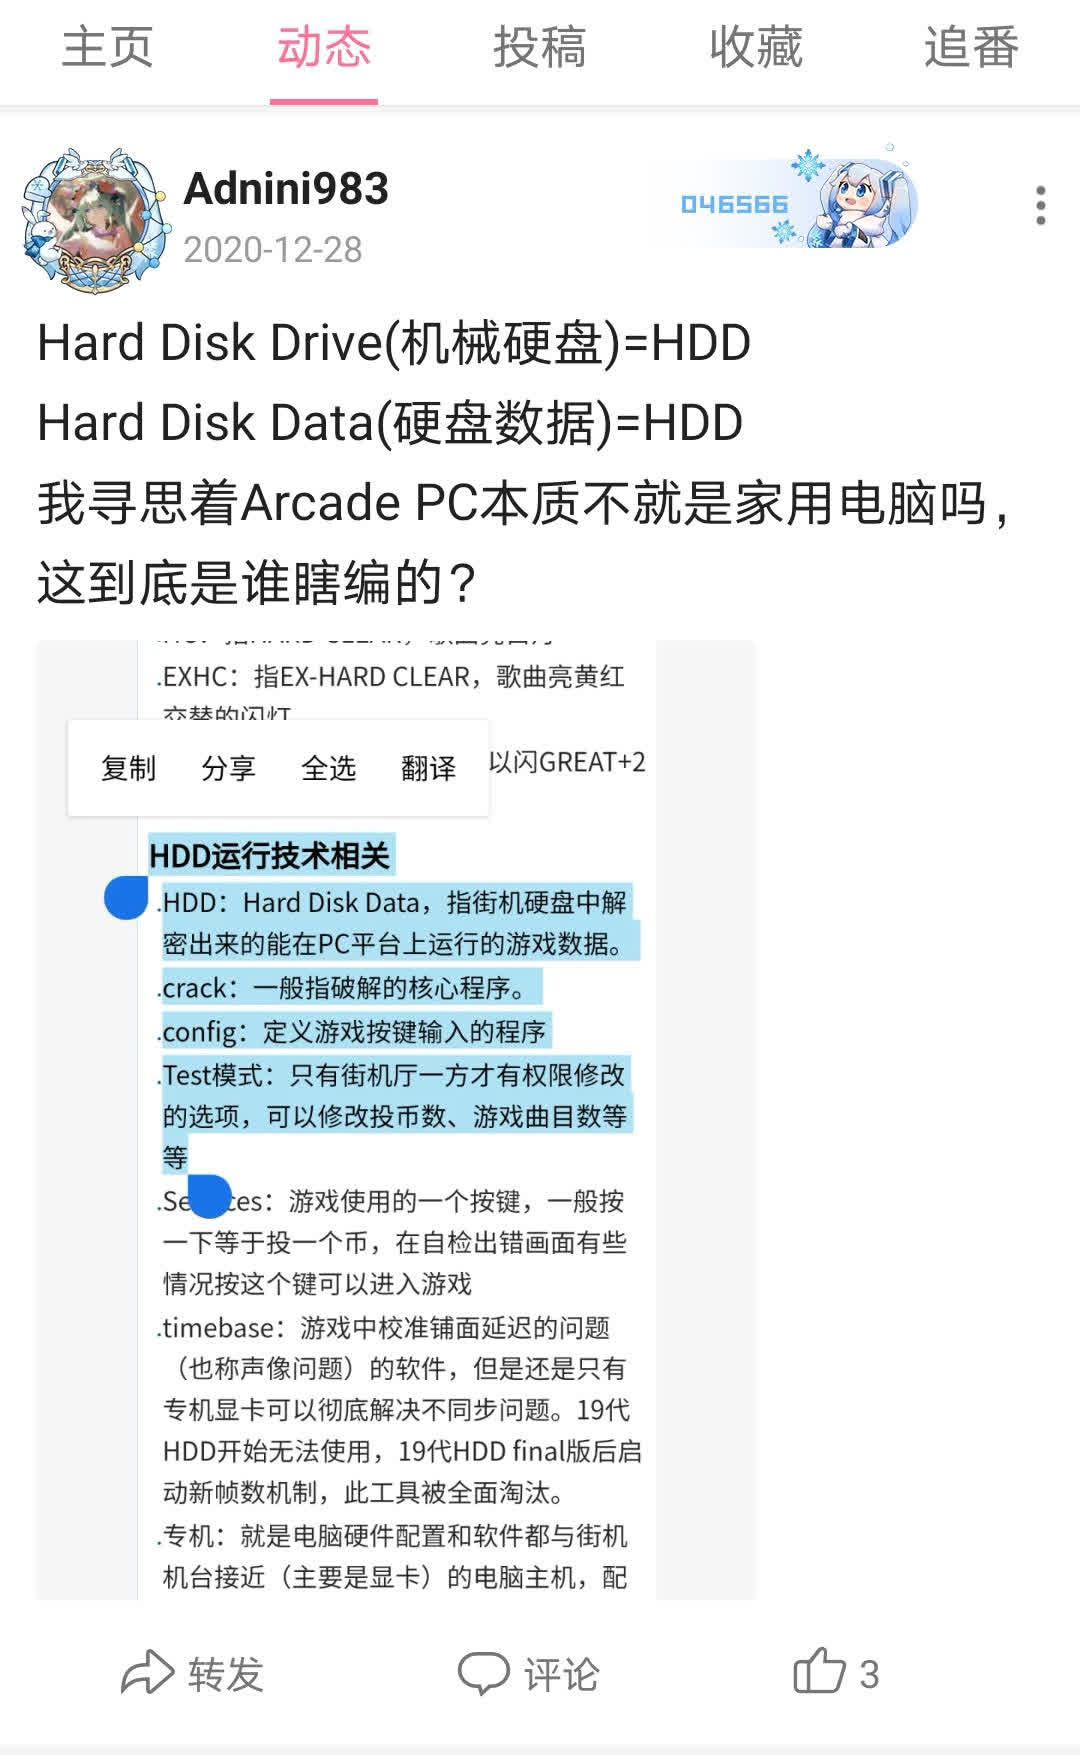 主页 动态 投稿 收藏 追番
Adnini983
2020-12-28
046566
Hard Disk Drive(机械硬盘)=HDD
Hard Disk Data(硬盘数据)=HDD
我寻思着Arcade PC本质不就是家用电脑吗，
这到底是谁瞎编的？
.EXHC：指EX-HARD CLEAR，歌曲亮黄红
交替的闪灯
复制 分享 全选 翻译
以闪GREAT+2
HDD运行技术相关
.HDD：Hard Disk Data，指街机硬盘中解
密出来的能在PC平台上运行的游戏数据。
.crack：一般指破解的核心程序。
.config：定义游戏按键输入的程序
.Test模式：只有街机厅一方才有权限修改
的选项，可以修改投币数、游戏曲目数等
等
：游戏使用的一个按键，一般按
一下等于投一个币，在自检出错画面有些
情况按这个键可以进入游戏
.timebase：游戏中校准铺面延迟的问题
（也称声像问题）的软件，但是还是只有
专机显卡可以彻底解决不同步问题。19代
HDD开始无法使用，19代HDD final版后启
动新帧数机制，此工具被全面淘汰。
.专机：就是电脑硬件配置和软件都与街机
机台接近（主要是显卡）的电脑主机，配
转发 评论 3